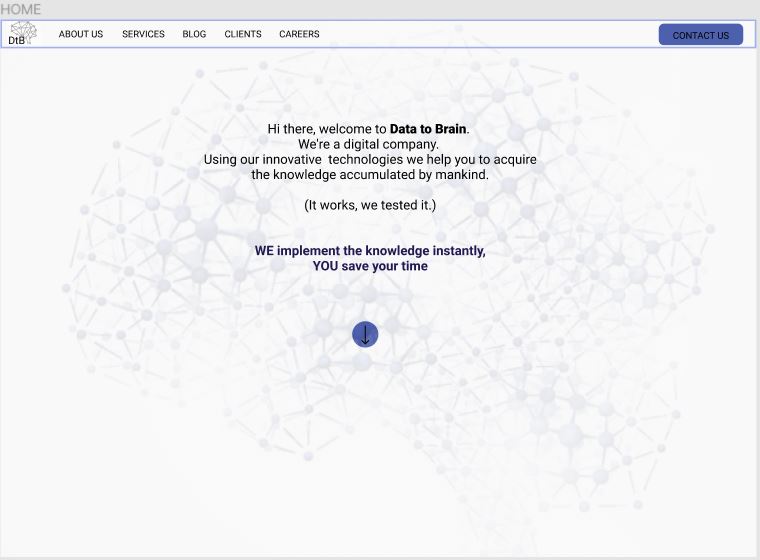 HOME
DtB
ABOUT US
SERVICES
BLOG
CLIENTS
CAREERS
CONTACT US
Hi there, welcome to Data to Brain.
We're a digital company.
Using our innovative technologies we help you to acquire
the knowledge accumulated by mankind.
(It works, we tested it.)
WE implement the knowledge instantly,
YOU save your time